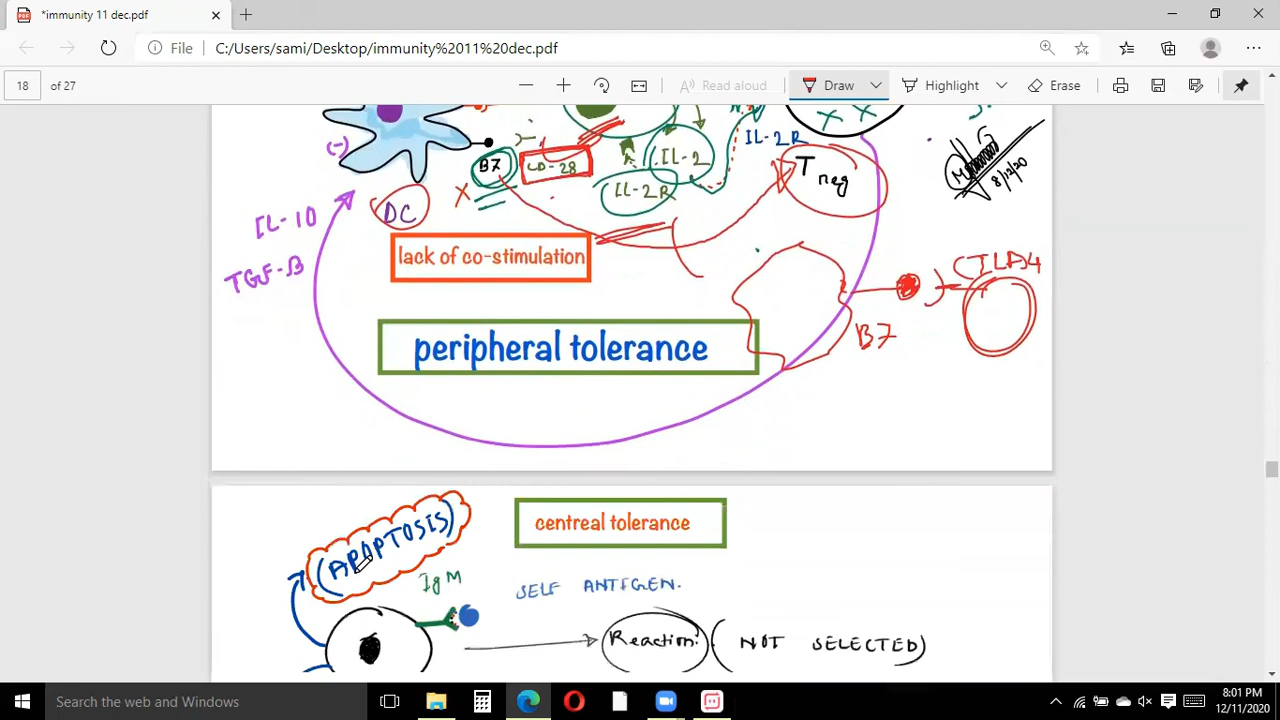 *immunity 11 dec.pdf
File C:/Users/sami/Desktop/immunity%2011%20dec.pdf
18 of 27
Read aloud
Draw
Highlight
Erase
(-)
B7
CD-28
IL-2
IL-2R
IL-2R
T reg
DC
IL-10
TGF-B
8/12/20
lack of co-stimulation
CTLA4
B7
peripheral tolerance
centreal tolerance
(APOPTOSIS)
IgM
SELF ANTIGEN.
Reaction. (NOT SELECTED)
Search the web and Windows
8:01 PM
12/11/2020